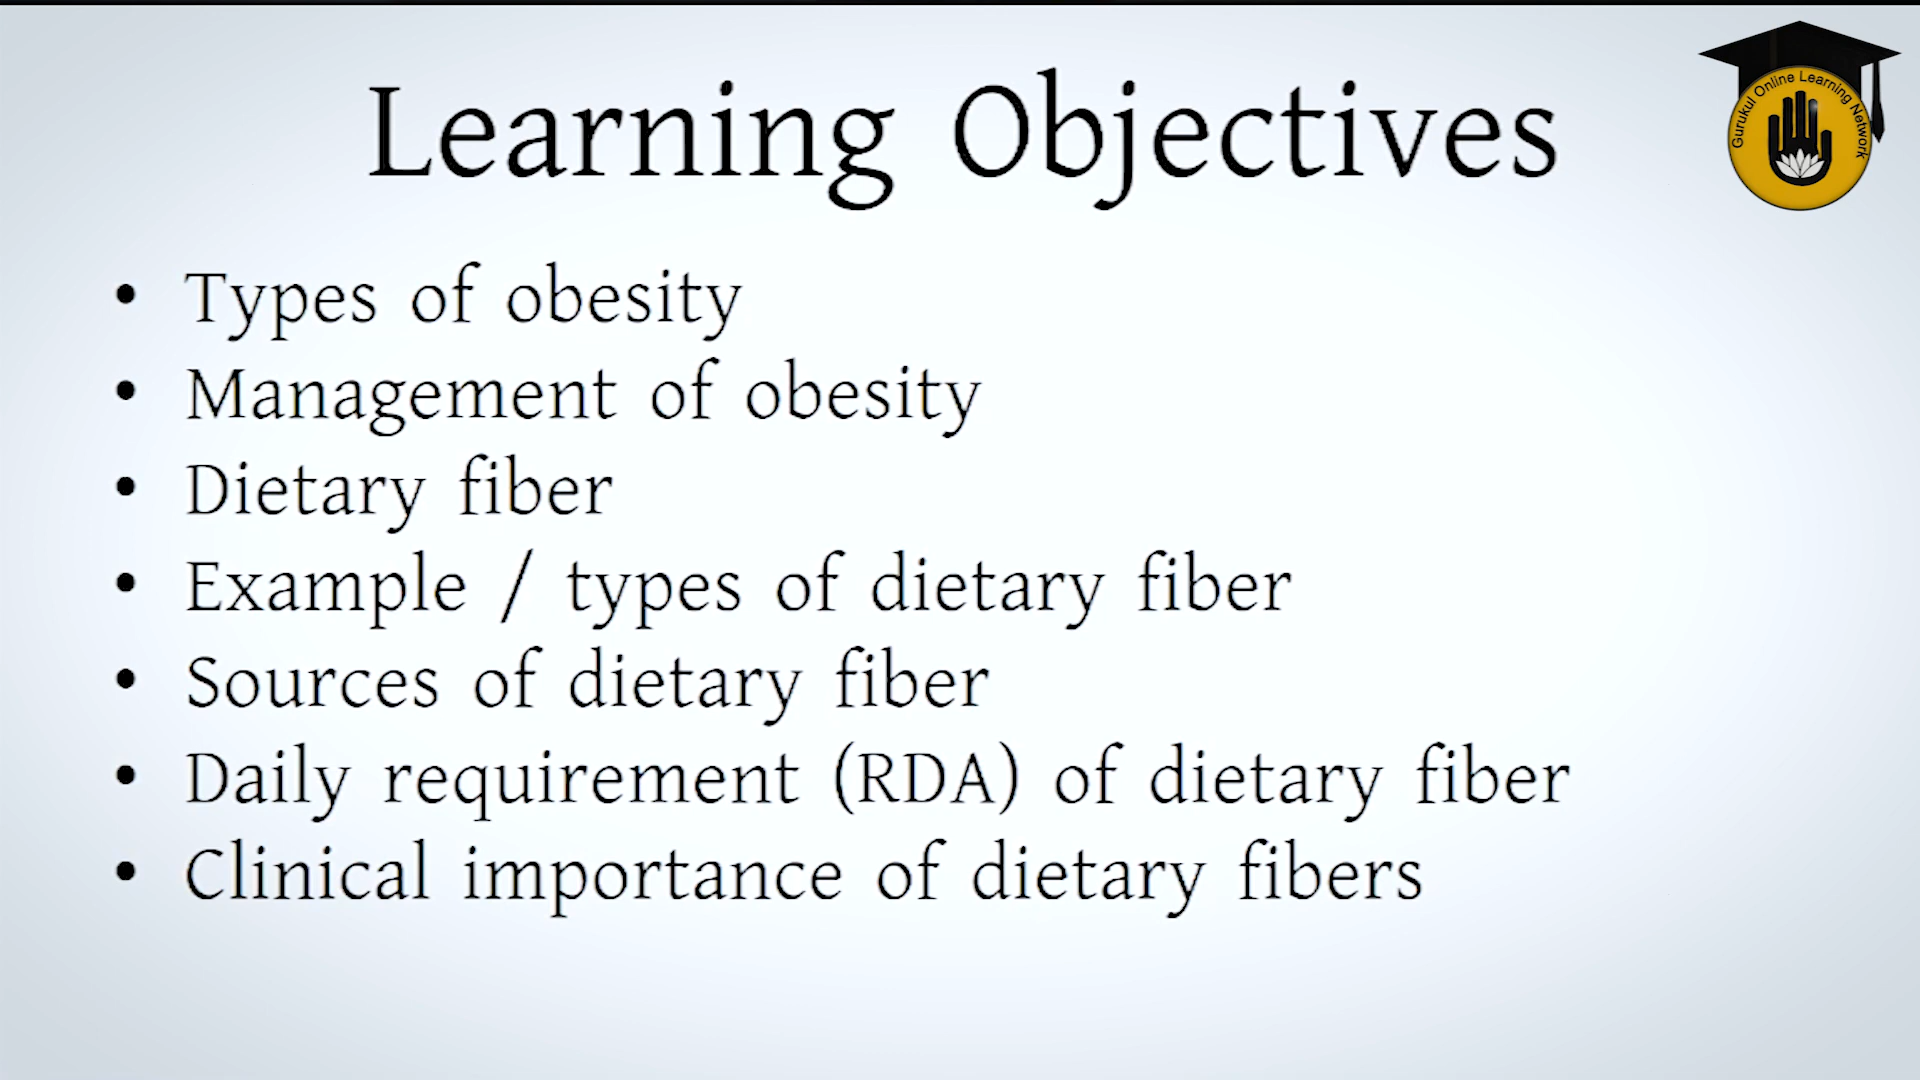 Learning Objectives
Gurukul Online Learning Network
• Types of obesity
• Management of obesity
• Dietary fiber
• Example / types of dietary fiber
• Sources of dietary fiber
• Daily requirement (RDA) of dietary fiber
• Clinical importance of dietary fibers